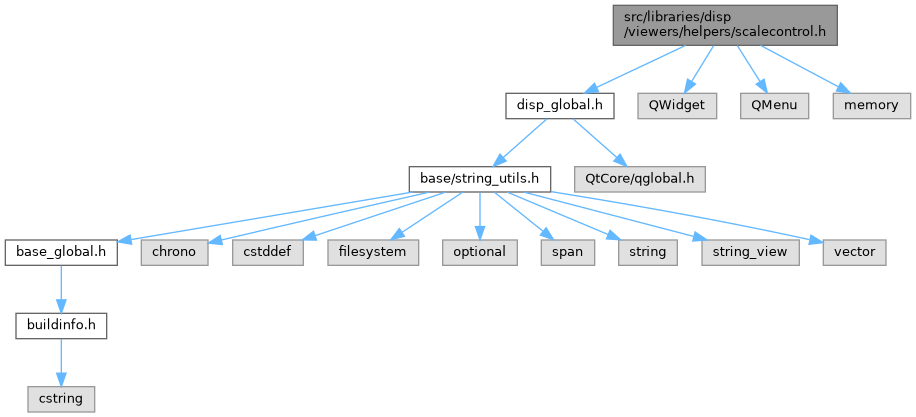 src/libraries/disp
/viewers/helpers/scalecontrol.h
disp_global.h
QWidget
QMenu
memory
base/string_utils.h
QtCore/qglobal.h
base_global.h
chrono
cstddef
filesystem
optional
span
string
string_view
vector
buildinfo.h
cstring